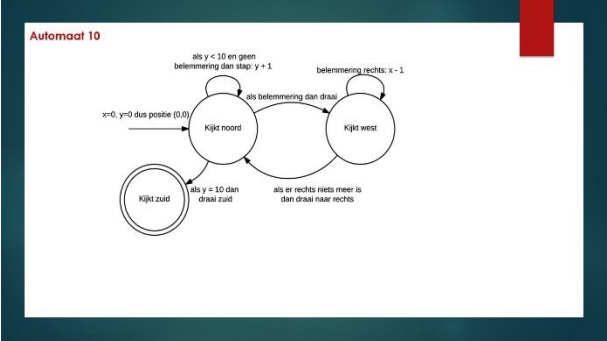 Automaat 10
als y < 10 en geen
belemmering dan stap: y + 1
belemmering rechts: x - 1
als belemmering dan draai
x=0, y=0 dus positie (0,0)
Kijkt noord
Kijkt west
Kijkt zuid
als y = 10 dan
draai zuid
als er rechts niets meer is
dan draai naar rechts